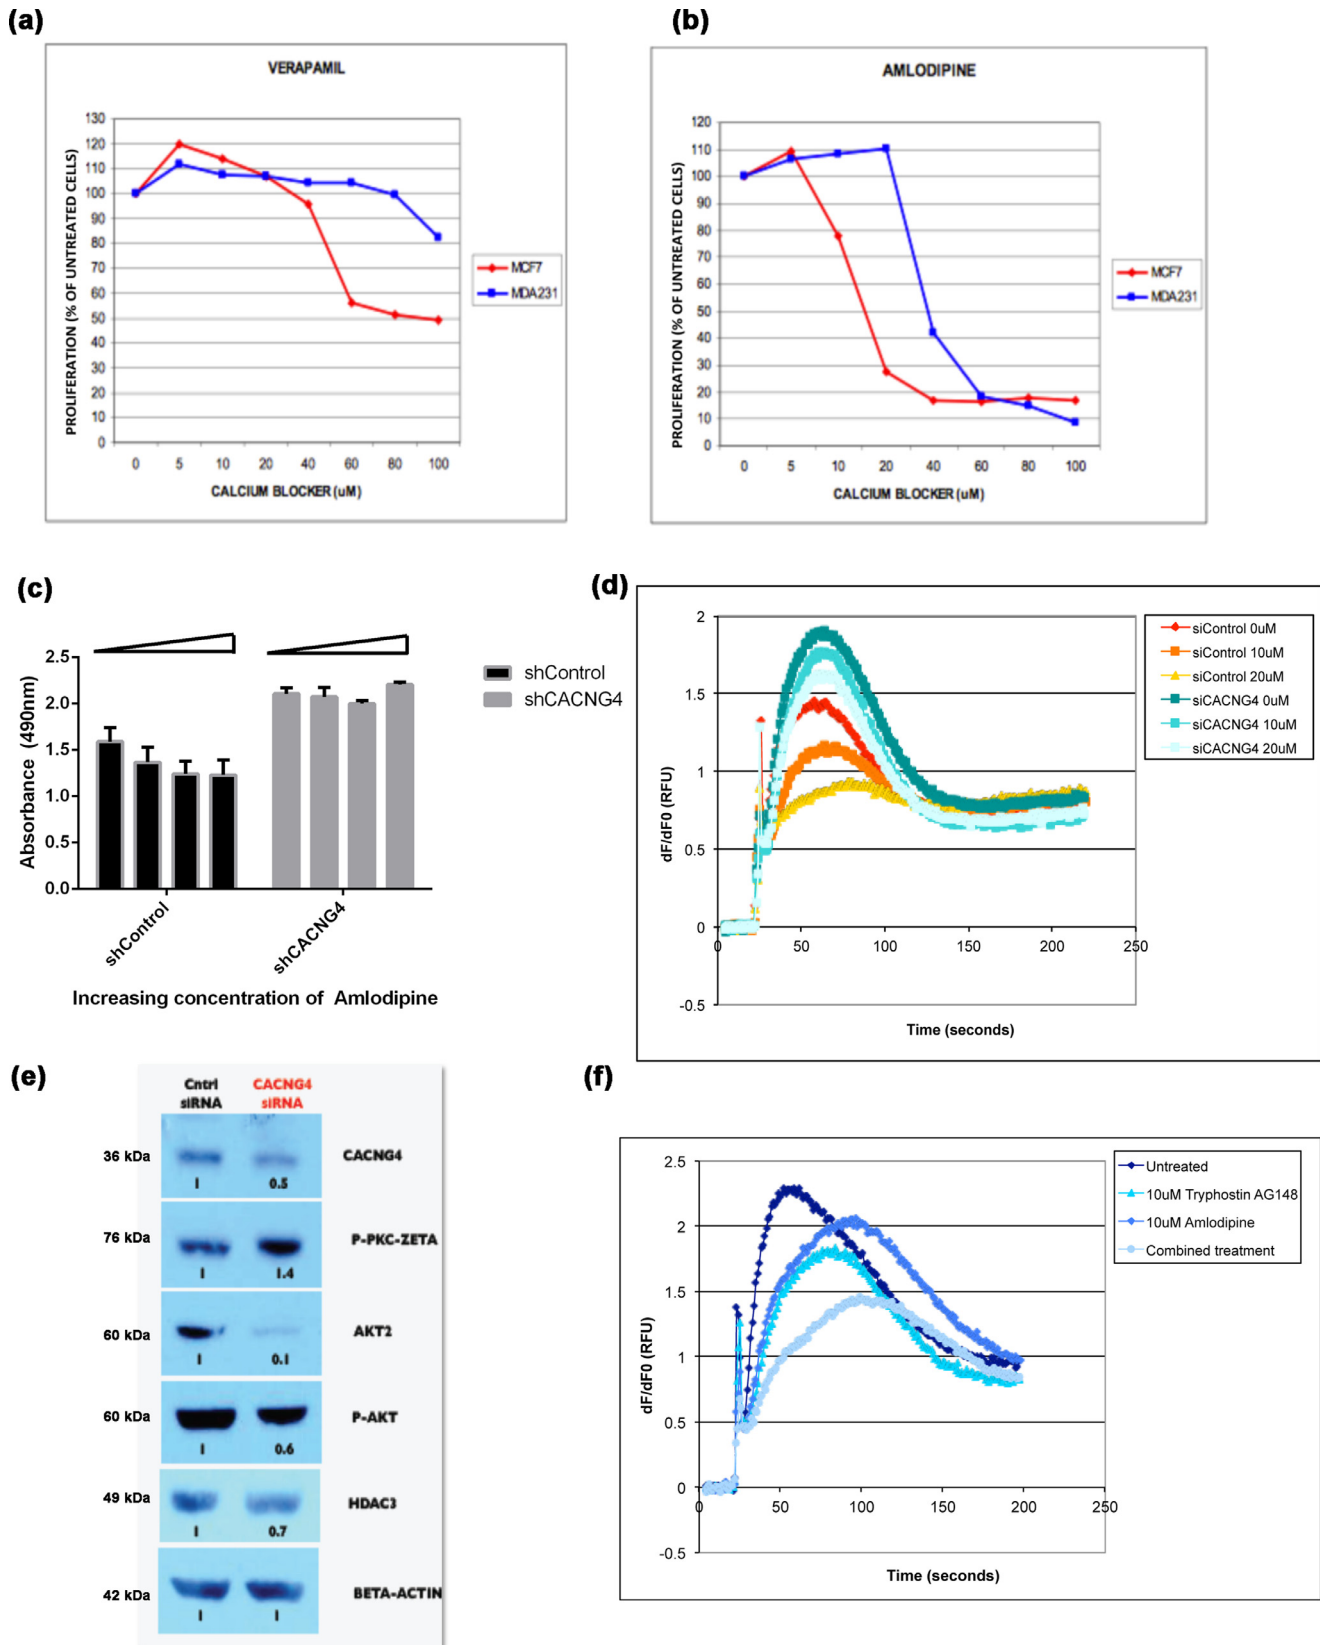 (a)
VERAPAMIL
PROLIFERATION (% OF UNTREATED CELLS)
130
120
110
100
90
80
70
60
50
40
30
20
10
0
0 5 10 20 40 60 80 100
CALCIUM BLOCKER (uM)
MCF7
MDA231
(b)
AMLODIPINE
PROLIFERATION (% OF UNTREATED CELLS)
120
110
100
90
80
70
60
50
40
30
20
10
0
0 5 10 20 40 60 80 100
CALCIUM BLOCKER (uM)
MCF7
MDA231
(c)
Absorbance (490nm)
2.5
2.0
1.5
1.0
0.5
0.0
shControl
shCACNG4
shControl
shCACNG4
Increasing concentration of Amlodipine
(d)
dF/dF0 (RFU)
2
1.5
1
0.5
0
-0.5
0 50 100 150 200 250
Time (seconds)
siControl 0uM
siControl 10uM
siControl 20uM
siCACNG4 0uM
siCACNG4 10uM
siCACNG4 20uM
(e)
Cntrl CACNG4
siRNA siRNA
36 kDa CACNG4
1 0.5
76 kDa P-PKC-ZETA
1 1.4
60 kDa AKT2
1 0.1
60 kDa P-AKT
1 0.6
49 kDa HDAC3
1 0.7
42 kDa BETA-ACTIN
1 1
(f)
dF/dF0 (RFU)
2.5
2
1.5
1
0.5
0
-0.5
0 50 100 150 200 250
Time (seconds)
Untreated
10uM Tryphostin AG148
10uM Amlodipine
Combined treatment